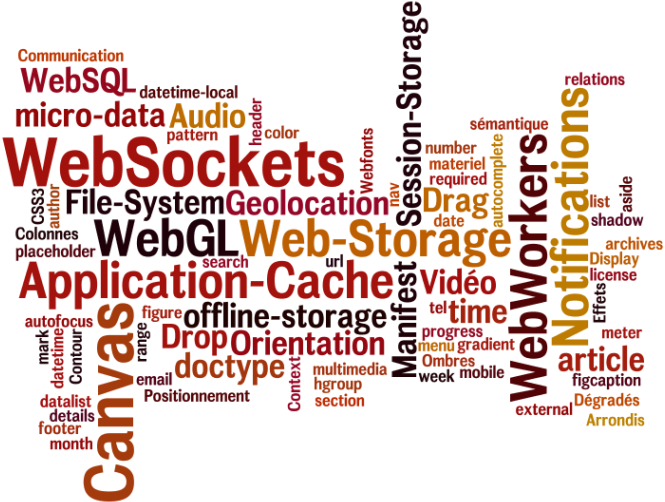 Communication
WebSQL
datetime-local
micro-data
Audio
header
pattern
color
WebSockets
Webfonts
Session-Storage
nav
number
materiel
required
sémantique
autocomplete
relations
WebWorkers
Notifications
CSS3
author
File-System
Geolocation
Drag
date
list
aside
shadow
Colonnes
placeholder
WebGL
Web-Storage
search
url
archives
Display
license
Effets
Application-Cache
Manifest
Vidéo
tel
time
autofocus
mark
datetime
Contour
Canvas
range
figure
offline-storage
Drop
Orientation
progress
menu
gradient
Ombres
week
mobile
meter
article
figcaption
doctype
Context
multimedia
hgroup
section
email
Positionnement
external
Dégradés
Arrondis
datalist
details
footer
month